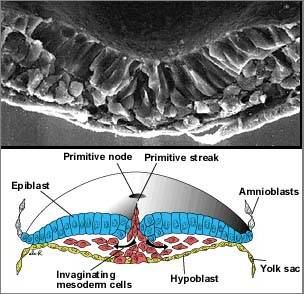 Primitive node
Primitive streak
Epiblast
Amnioblasts
Invaginating
mesoderm cells
Hypoblast
Yolk sac